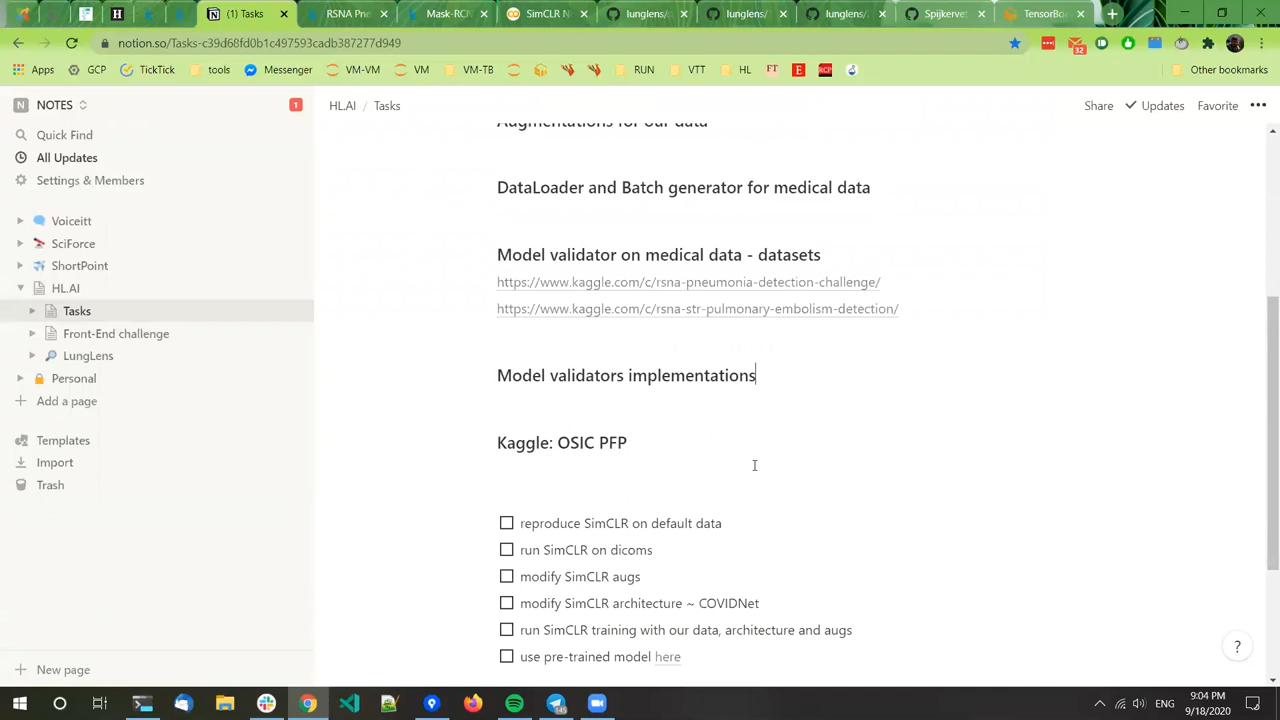 (1) Tasks
RSNA Pne
Mask-RCN
SimCLR N
lunglens/
lunglens/
lunglens/
Spijkerve
TensorBo
notion.so/Tasks-c39d68fd0b1c497593cadb387277d949
32
Apps
GCP
TickTick
tools
Messenger
VM-VM
VM
VM-TB
RUN
VTT
HL
FT
E
RCP
Other bookmarks
N NOTES
1
HL.AI / Tasks
Share
Updates
Favorite
Quick Find
All Updates
Settings & Members
Voiceitt
SciForce
ShortPoint
HL.AI
Tasks
Front-End challenge
LungLens
Personal
Add a page
Templates
Import
Trash
New page
Augmentations for our data
DataLoader and Batch generator for medical data
Model validator on medical data - datasets
https://www.kaggle.com/c/rsna-pneumonia-detection-challenge/
https://www.kaggle.com/c/rsna-str-pulmonary-embolism-detection/
Model validators implementations
Kaggle: OSIC PFP
reproduce SimCLR on default data
run SimCLR on dicoms
modify SimCLR augs
modify SimCLR architecture ~ COVIDNet
run SimCLR training with our data, architecture and augs
use pre-trained model here
?
ENG
9:04 PM
9/18/2020